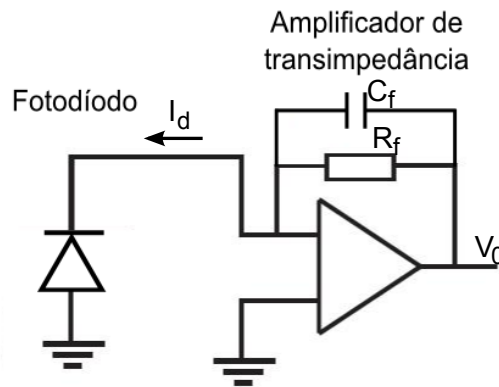 Amplificador de
transimpedância
Fotodíodo
C_f
I_d
R_f
V_0